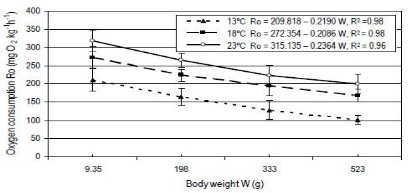 400
13°C Ro = 209.818 – 0.2190 W, R² =0.98
350
18°C Ro = 272.354 – 0.2086 W, R² = 0.98
300
23°C Ro = 315.135 – 0.2364 W, R² = 0.96
250
200
150
100
50
0
Oxygen consumption Ro (mg O₂ kg⁻¹h⁻¹)
9.35 198 333 523
Body weight W (g)